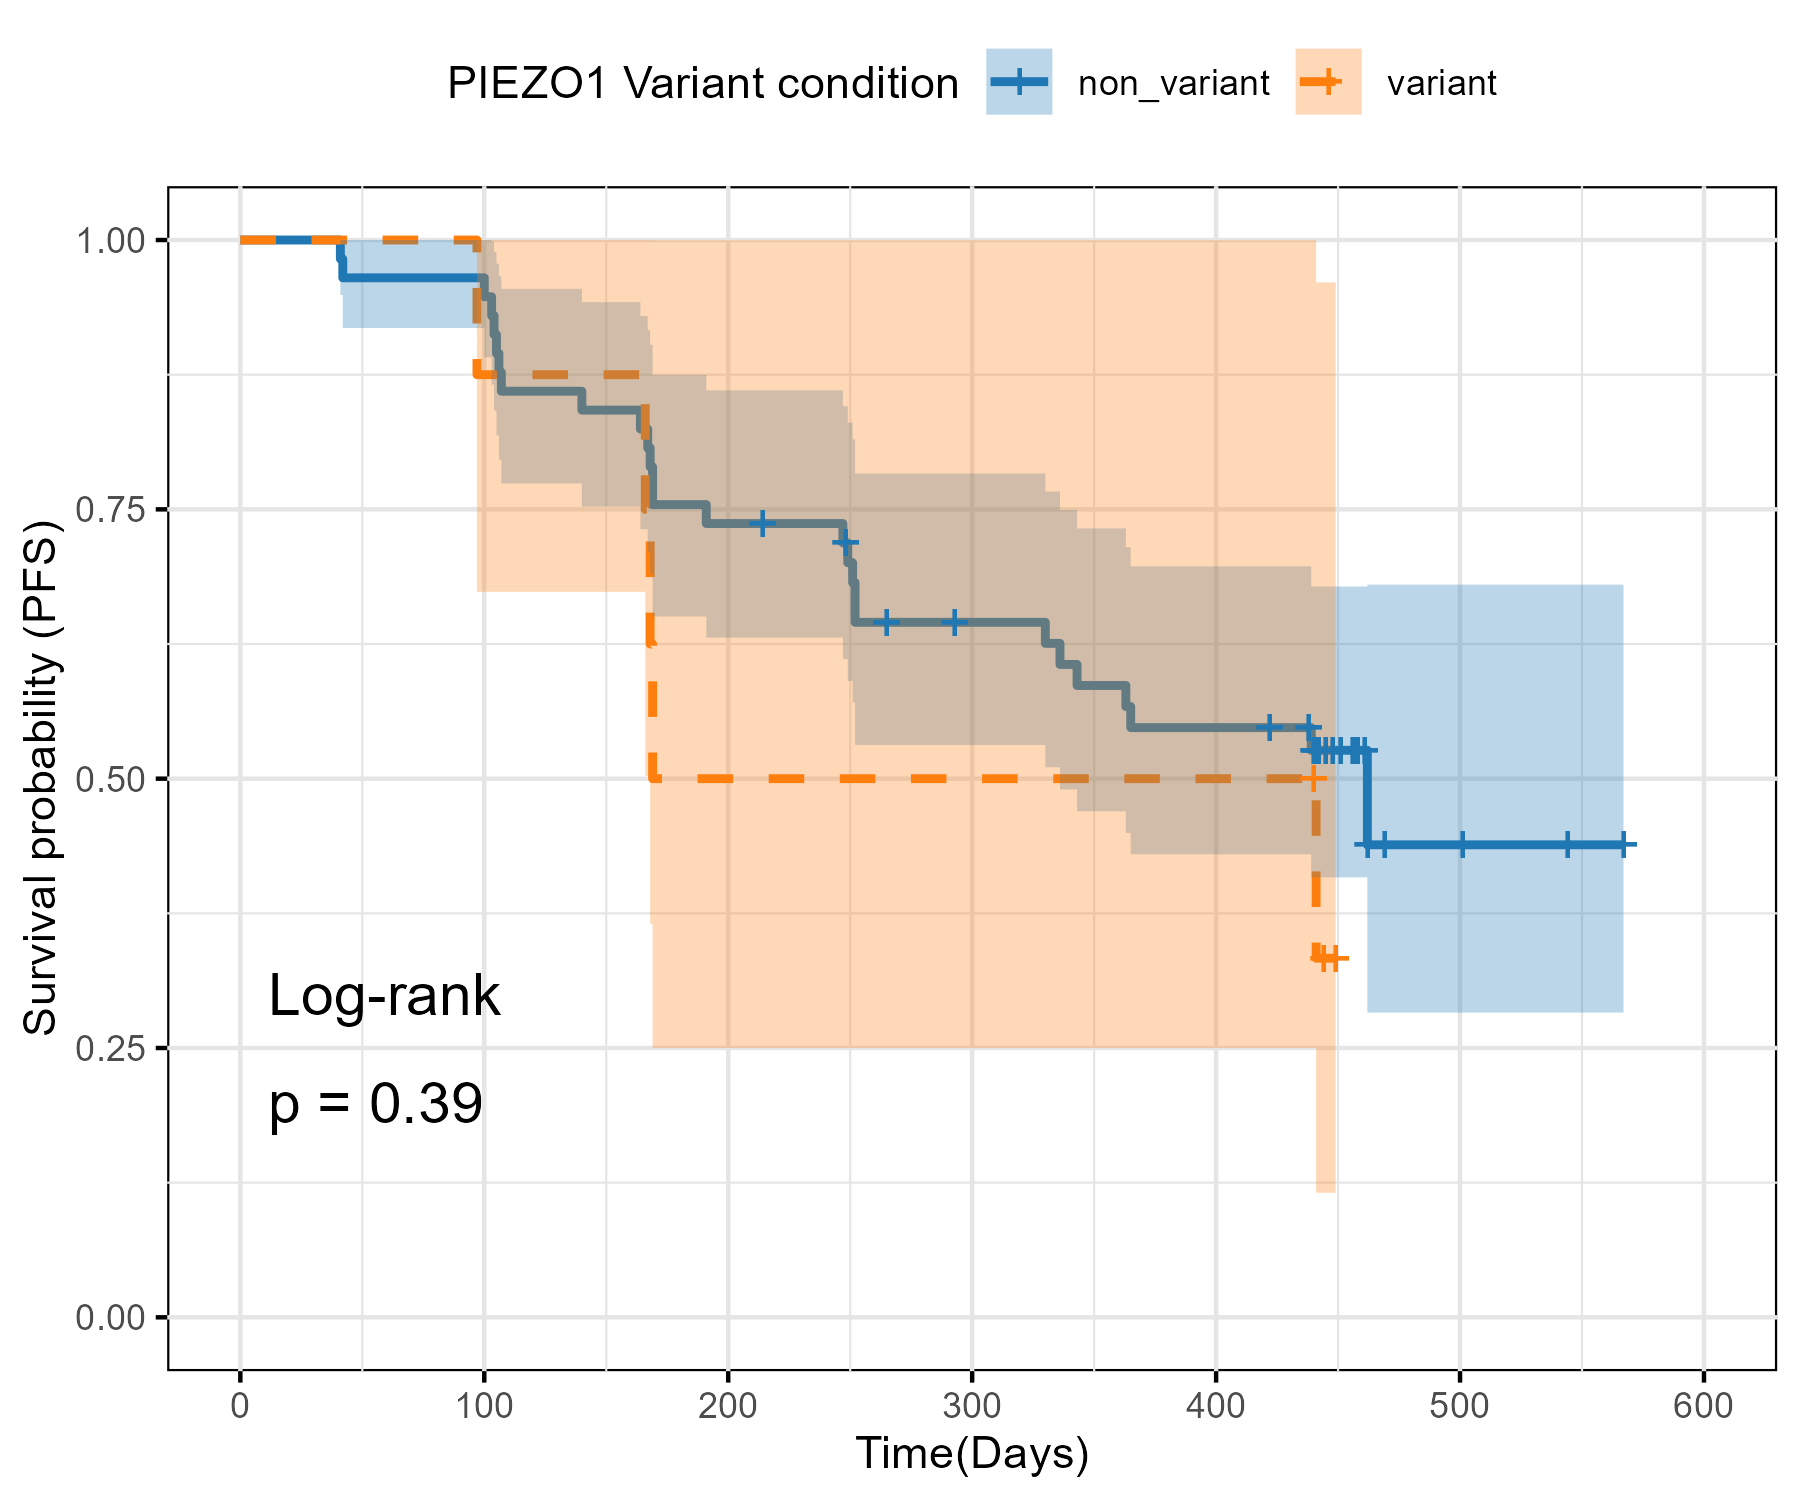 PIEZO1 Variant condition non_variant variant
Survival probability (PFS)
1.00
0.75
0.50
0.25
0.00
Log-rank
p = 0.39
0 100 200 300 400 500 600
Time(Days)